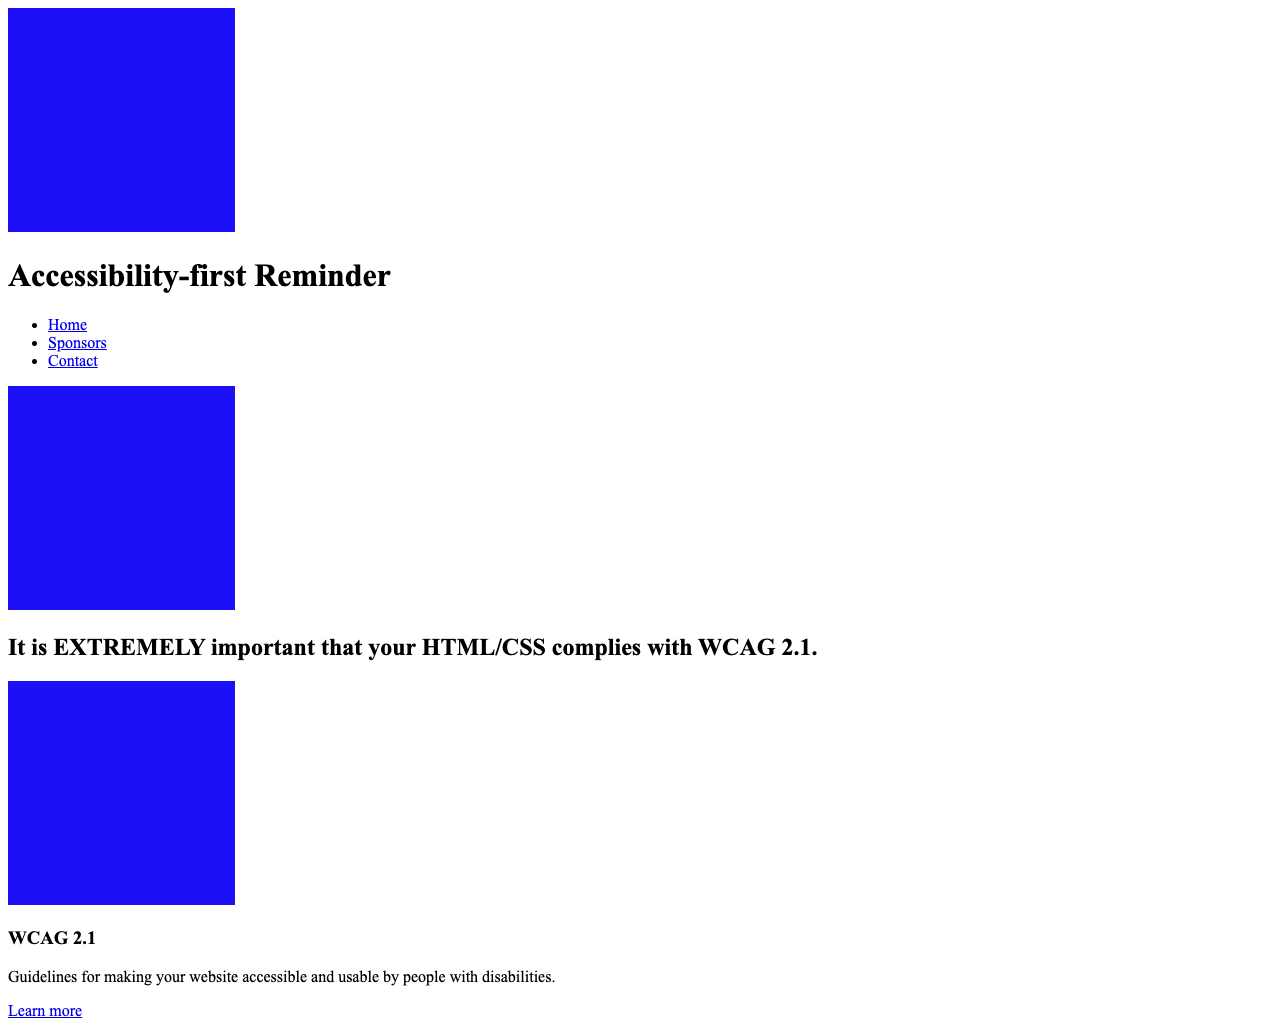 Accessibility-first Reminder
Home
Sponsors
Contact
It is EXTREMELY important that your HTML/CSS complies with WCAG 2.1.
WCAG 2.1
Guidelines for making your website accessible and usable by people with disabilities.
Learn more